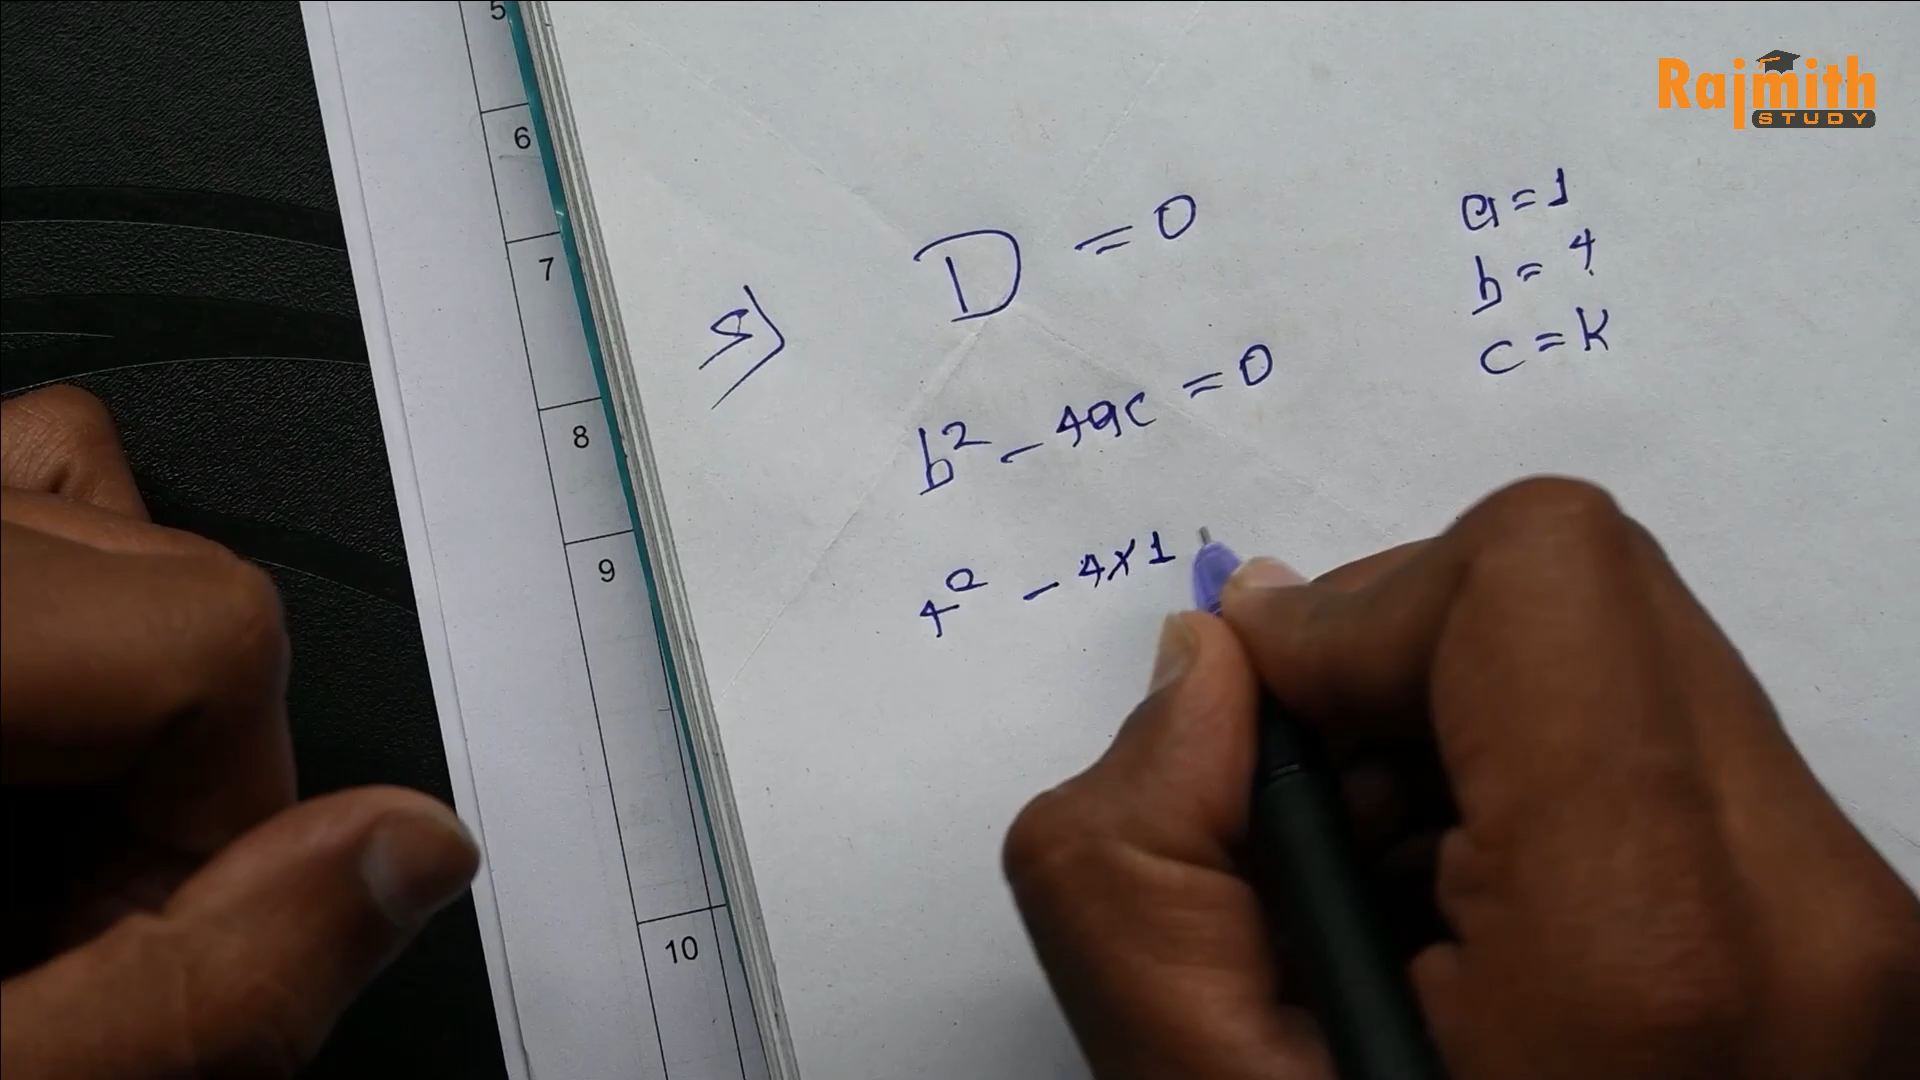 Rajmith
STUDY
5
6
7
8
9
10
5)
D = 0
b² - 4ac = 0
4² - 4×1
a = 1
b = 4
c = k